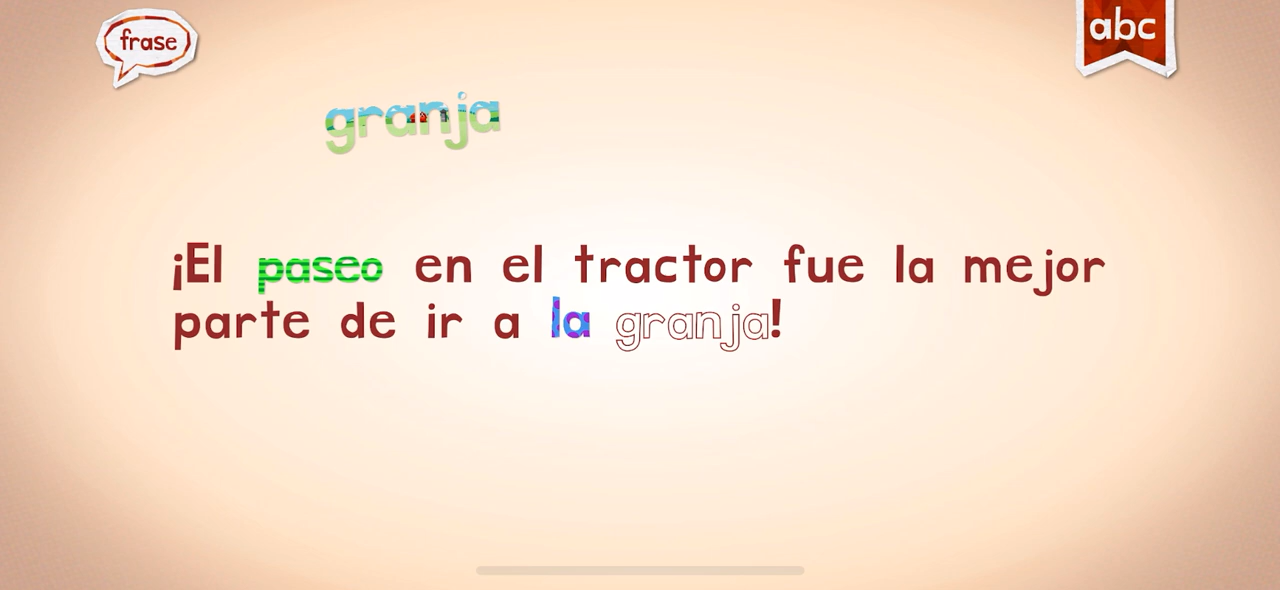 frase
abc
granja
¡El paseo en el tractor fue la mejor
parte de ir a la granja!